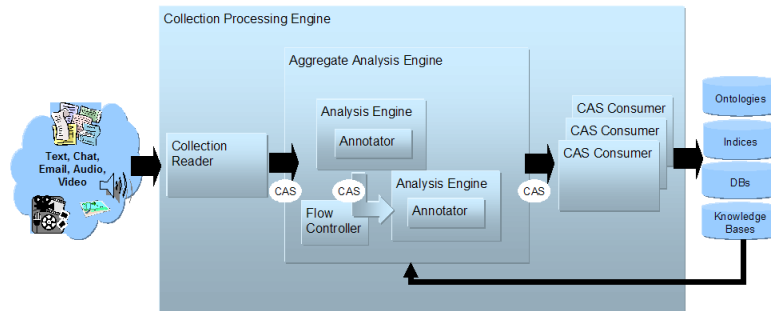 Collection Processing Engine
Aggregate Analysis Engine
Text, Chat,
Email, Audio,
Video
Collection
Reader
CAS
Analysis Engine
Annotator
CAS
Flow
Controller
Analysis Engine
Annotator
CAS
CAS Consumer
CAS Consumer
CAS Consumer
Ontologies
Indices
DBs
Knowledge
Bases